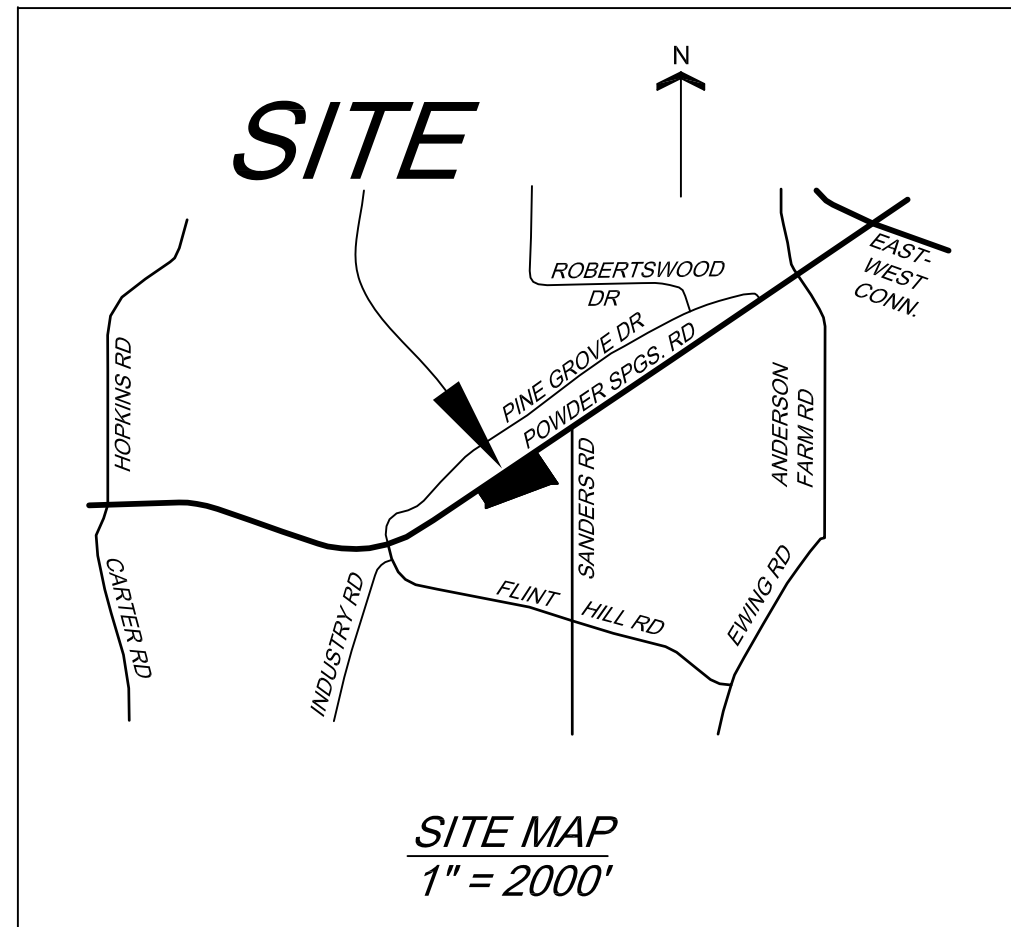 N
SITE
ROBERTSWOOD
DR
EAST-
WEST
CONN.
PINE GROVE DR
POWDER SPGS. RD
HOPKINS RD
ANDERSON
FARM RD
SANDERS RD
CARTER RD
INDUSTRY RD
FLINT HILL RD
EWING RD
SITE MAP
1" = 2000'